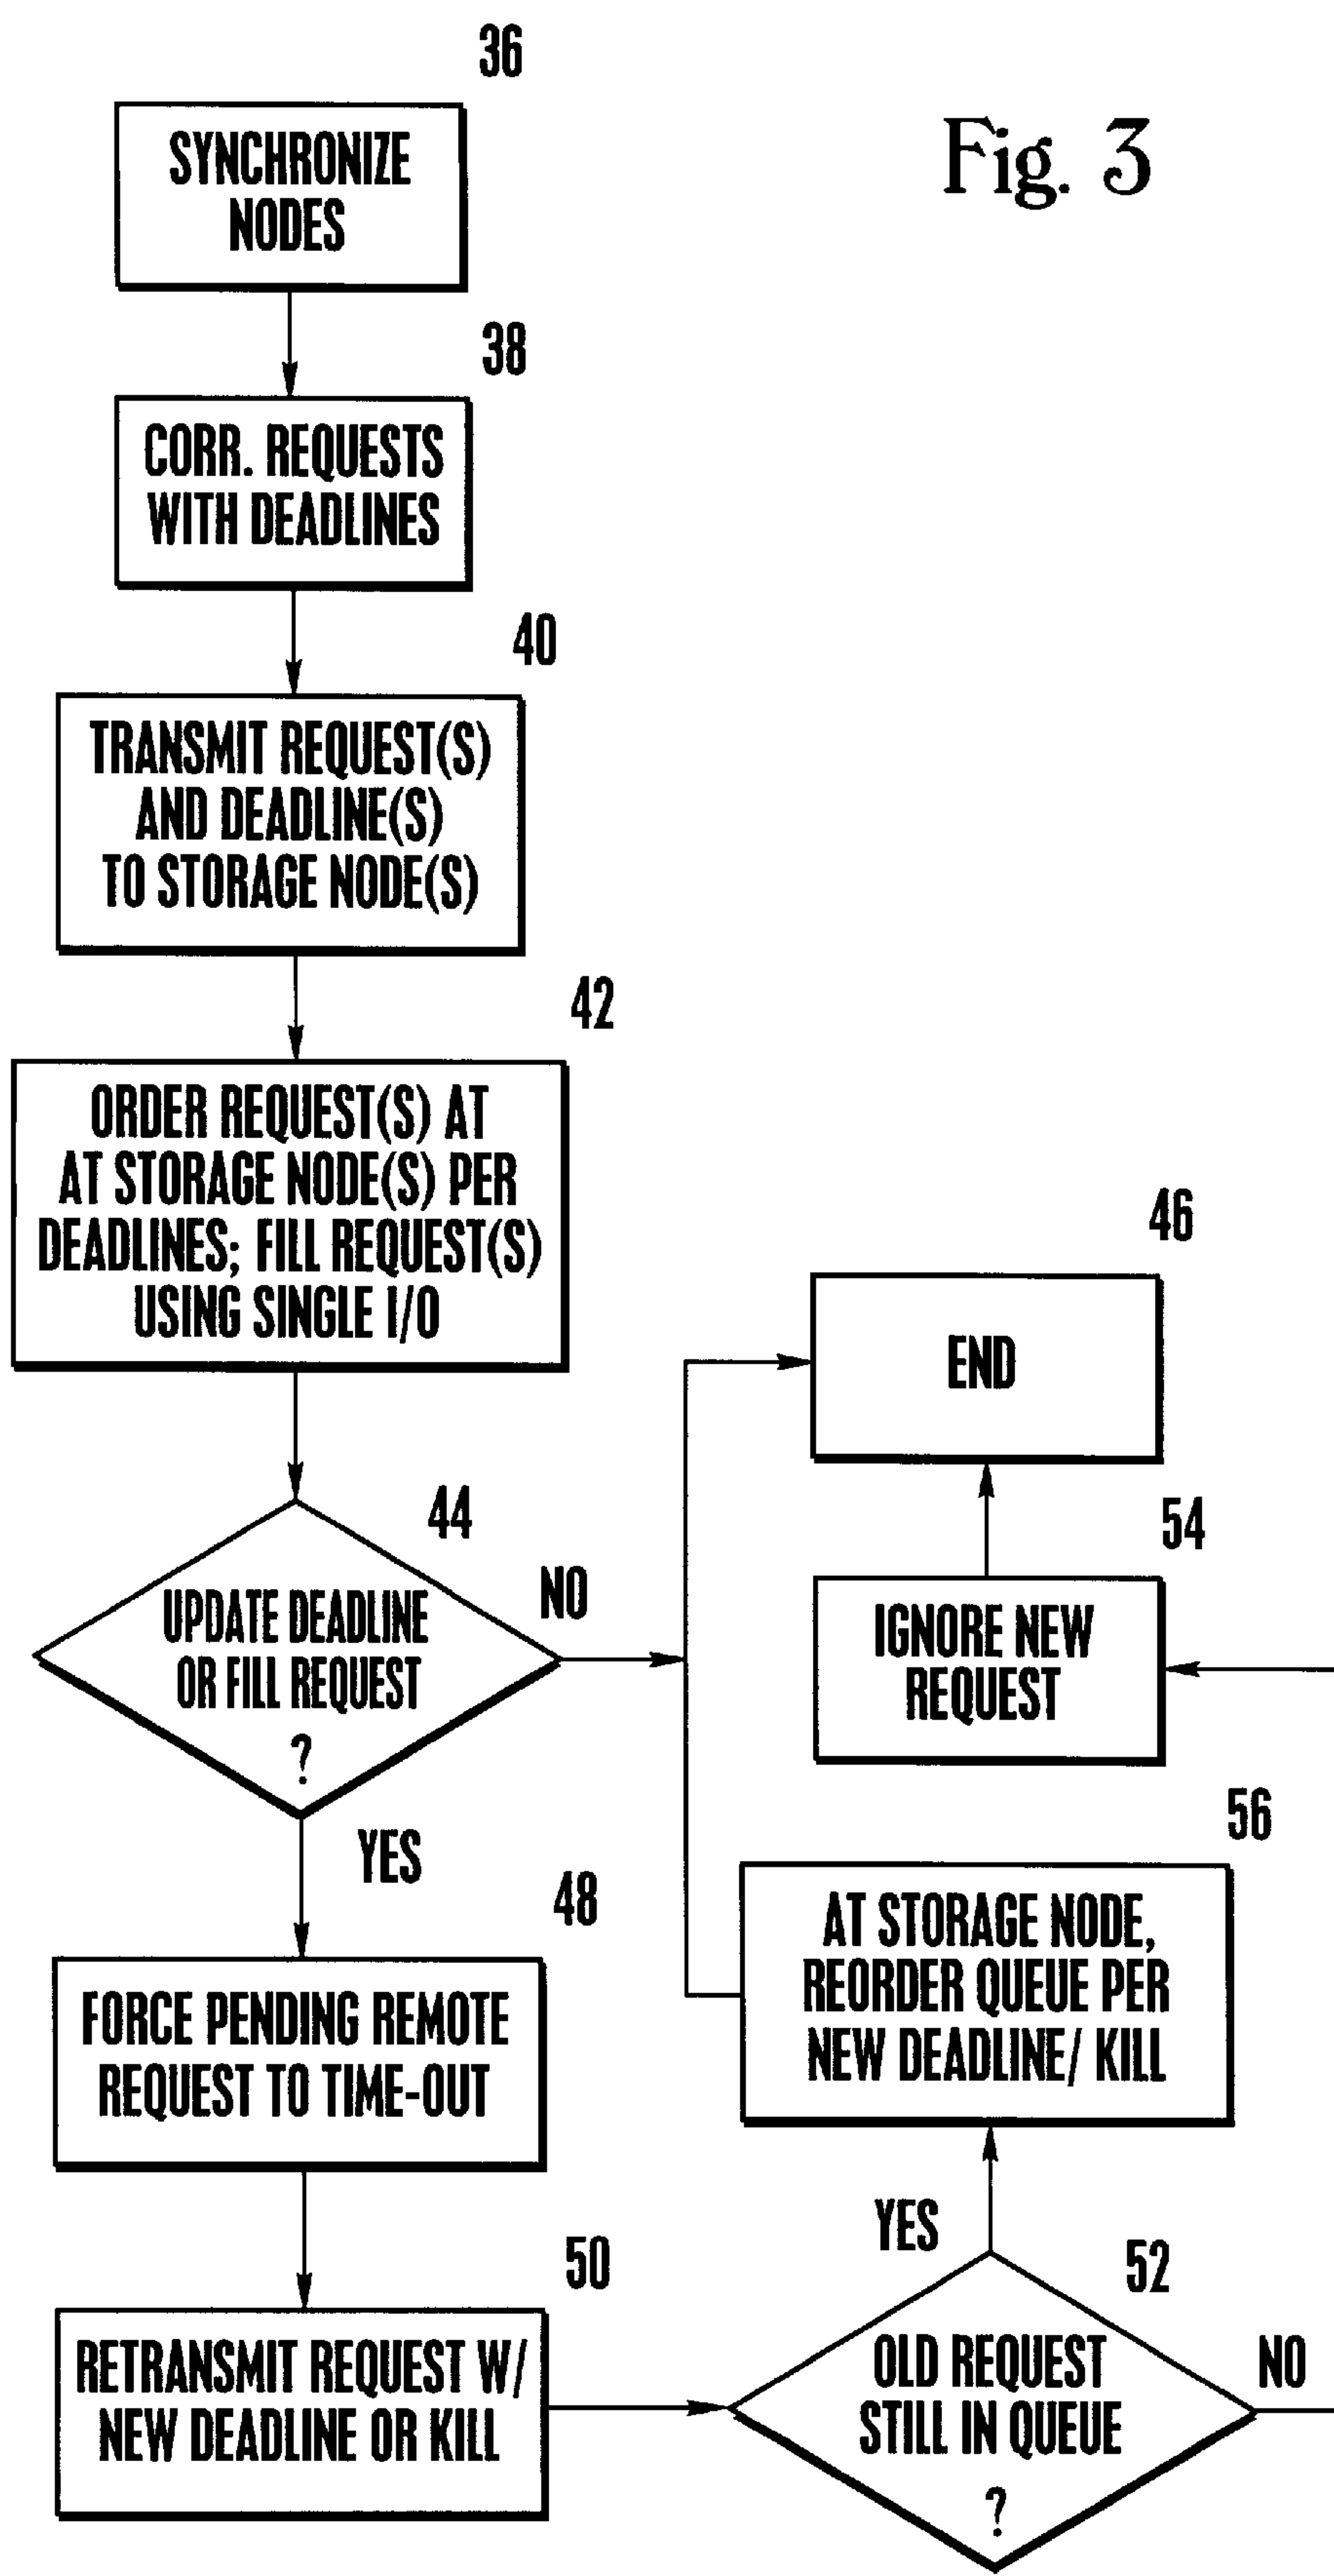 Fig. 3
36
SYNCHRONIZE
NODES
38
CORR. REQUESTS
WITH DEADLINES
40
TRANSMIT REQUEST(S)
AND DEADLINE(S)
TO STORAGE NODE(S)
42
ORDER REQUEST(S) AT
AT STORAGE NODE(S) PER
DEADLINES; FILL REQUEST(S)
USING SINGLE I/O
44
UPDATE DEADLINE
OR FILL REQUEST
?
NO
YES
46
END
48
FORCE PENDING REMOTE
REQUEST TO TIME-OUT
50
RETRANSMIT REQUEST W/
NEW DEADLINE OR KILL
52
OLD REQUEST
STILL IN QUEUE
?
NO
YES
54
IGNORE NEW
REQUEST
56
AT STORAGE NODE,
REORDER QUEUE PER
NEW DEADLINE/ KILL